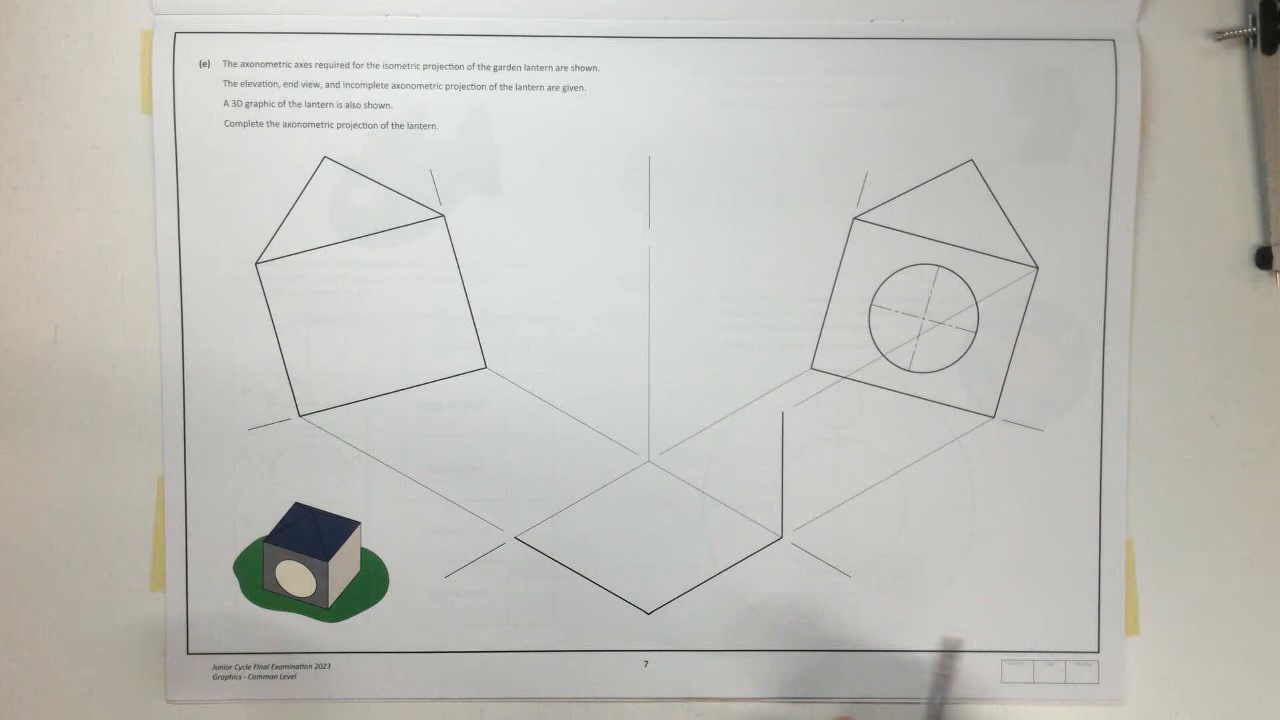 (e) The axonometric axes required for the isometric projection of the garden lantern are shown.
The elevation, end view, and incomplete axonometric projection of the lantern are given.
A 3D graphic of the lantern is also shown.
Complete the axonometric projection of the lantern.
Junior Cycle Final Examination 2023
Graphics - Common Level
7